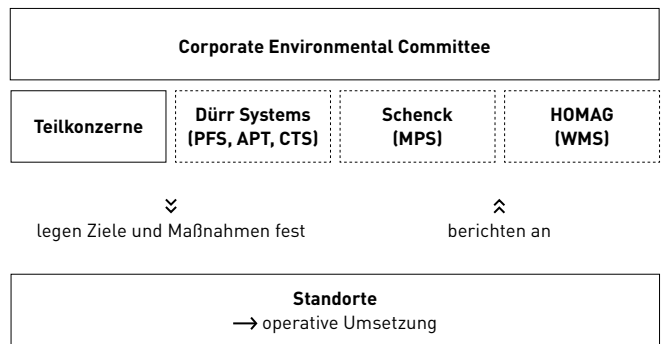 Corporate Environmental Committee
Teilkonzerne
Dürr Systems
(PFS, APT, CTS)
Schenck
(MPS)
HOMAG
(WMS)
legen Ziele und Maßnahmen fest
berichten an
Standorte
→ operative Umsetzung